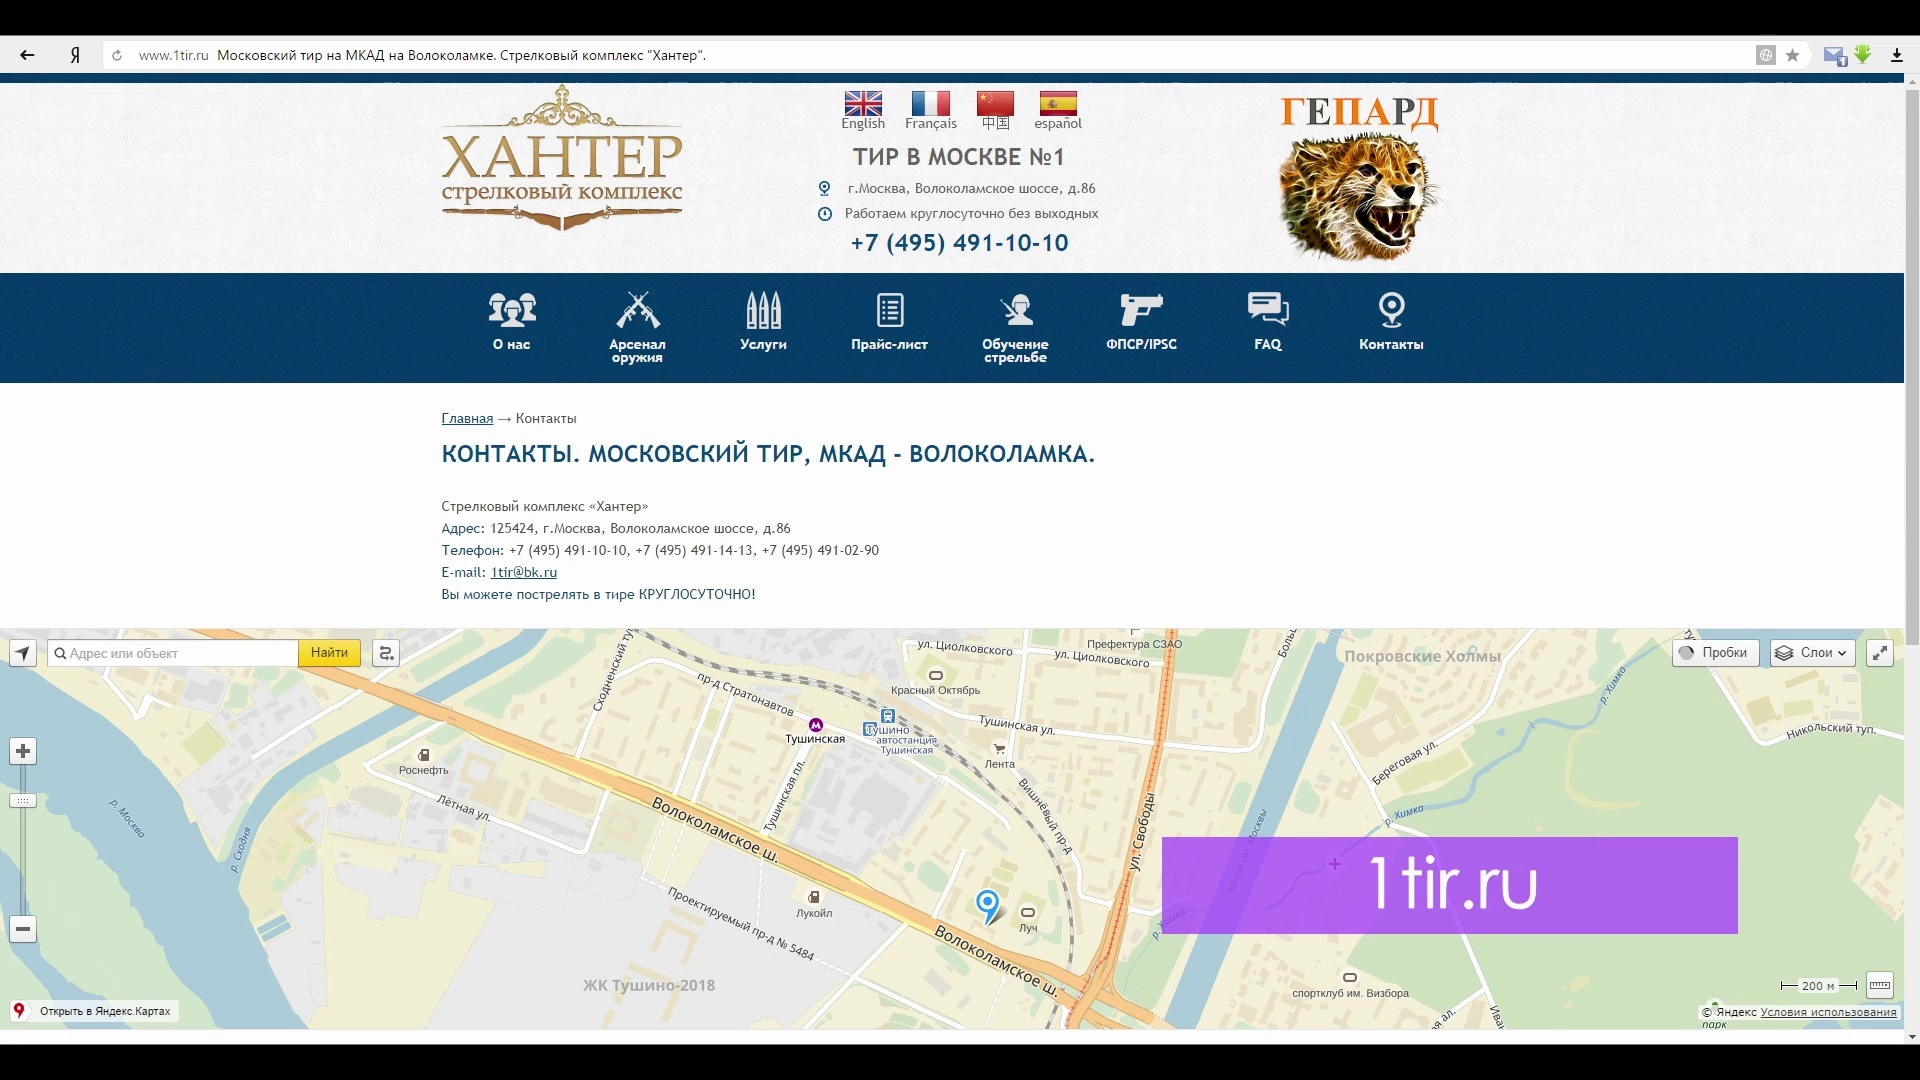 www.1tir.ru Московский тир на МКАД на Волоколамке. Стрелковый комплекс "Хантер".
ХАНТЕР
стрелковый комплекс
English Français 中国 español
ТИР В МОСКВЕ №1
г.Москва, Волоколамское шоссе, д.86
Работаем круглосуточно без выходных
+7 (495) 491-10-10
ГЕПАРД
О нас
Арсенал
оружия
Услуги
Прайс-лист
Обучение
стрельбе
ФПСР/IPSC
FAQ
Контакты
Главная → Контакты
КОНТАКТЫ. МОСКОВСКИЙ ТИР, МКАД - ВОЛОКОЛАМКА.
Стрелковый комплекс «Хантер»
Адрес: 125424, г.Москва, Волоколамское шоссе, д.86
Телефон: +7 (495) 491-10-10, +7 (495) 491-14-13, +7 (495) 491-02-90
E-mail: 1tir@bk.ru
Вы можете пострелять в тире КРУГЛОСУТОЧНО!
Адрес или объект
Найти
Пробки
Слои
Префектура СЗАО
ул. Циолковского
ул. Циолковского
Покровские Холмы
Сходненский ту
Красный Октябрь
пр-д Стратонавтов
р. Химка
Тушинская ул.
Никольский туп.
Тушинская
Тушино
автостанция
Тушинская
Лента
Роснефть
Береговая ул.
Лётная ул.
Тушинская пл.
Вишнёвый пр-д
р. Москва
р. Сходня
Волоколамское ш.
ул. Свободы
р. Химка
1tir.ru
Проектируемый пр-д № 5484
Лукойл
Луч
Волоколамское ш.
р. Химка
ЖК Тушино-2018
спортклуб им. Визбора
200 м
Открыть в Яндекс.Картах
© Яндекс Условия использования
парк